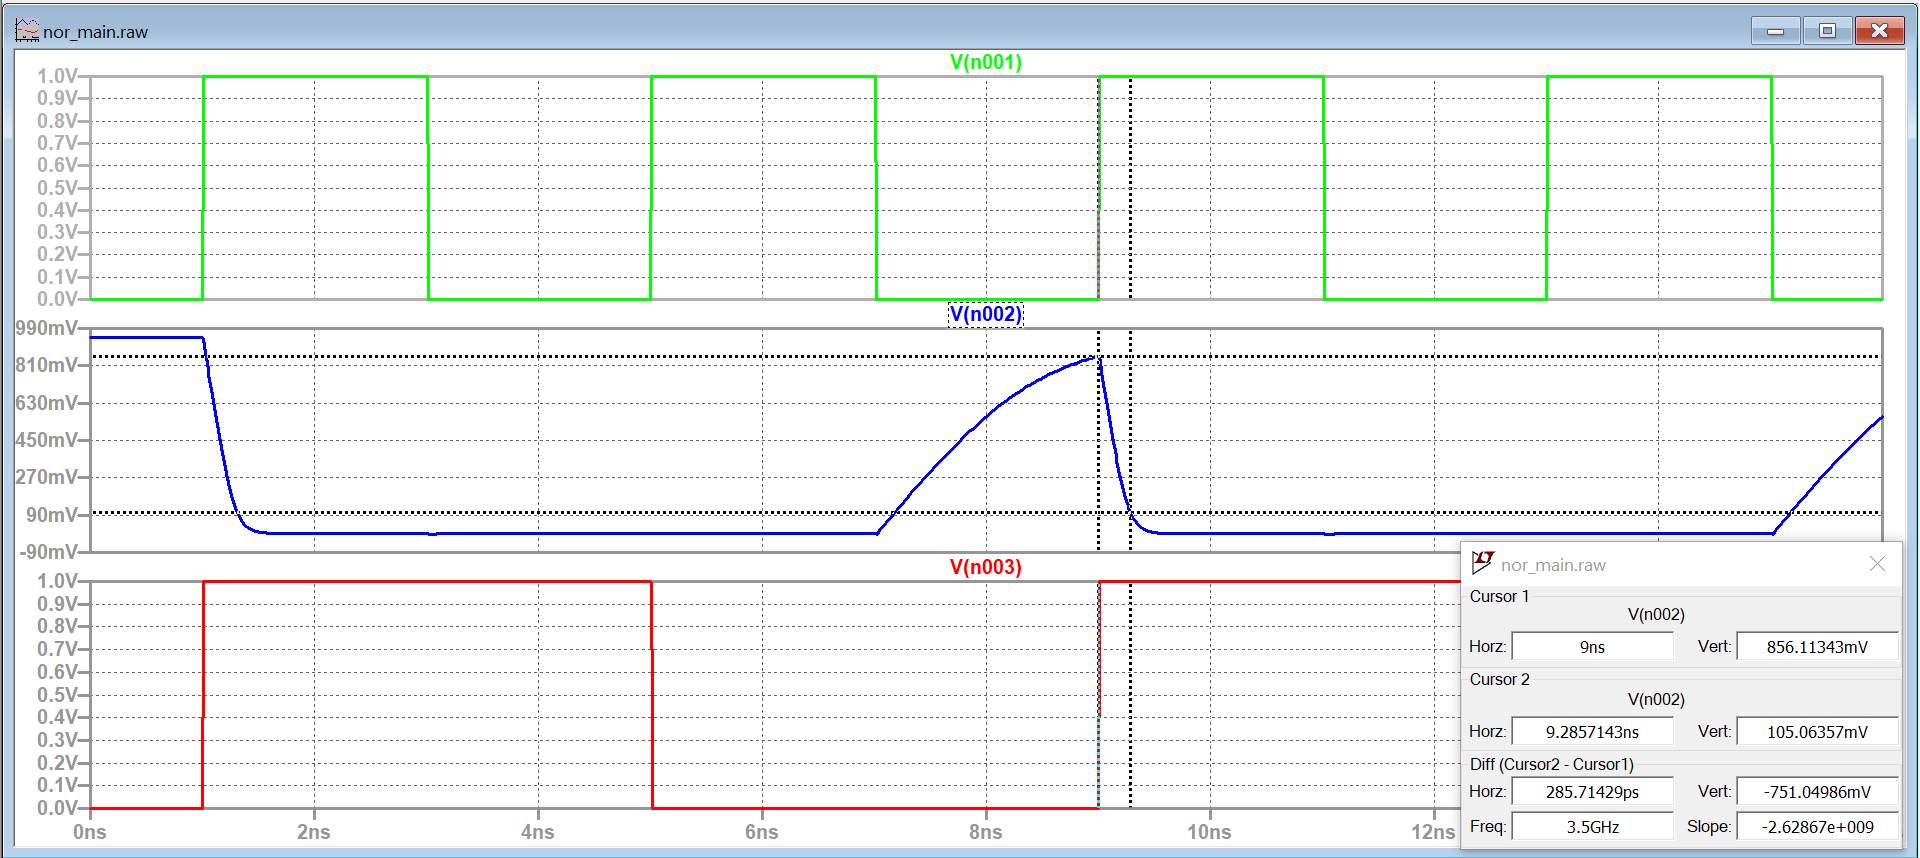 nor_main.raw
V(n001)
1.0V
0.9V
0.8V
0.7V
0.6V
0.5V
0.4V
0.3V
0.2V
0.1V
0.0V
V(n002)
990mV
810mV
630mV
450mV
270mV
90mV
-90mV
V(n003)
1.0V
0.9V
0.8V
0.7V
0.6V
0.5V
0.4V
0.3V
0.2V
0.1V
0.0V
0ns 2ns 4ns 6ns 8ns 10ns 12ns
nor_main.raw
Cursor 1
V(n002)
Horz: 9ns Vert: 856.11343mV
Cursor 2
V(n002)
Horz: 9.2857143ns Vert: 105.06357mV
Diff (Cursor2 - Cursor1)
Horz: 285.71429ps Vert: -751.04986mV
Freq: 3.5GHz Slope: -2.62867e+009